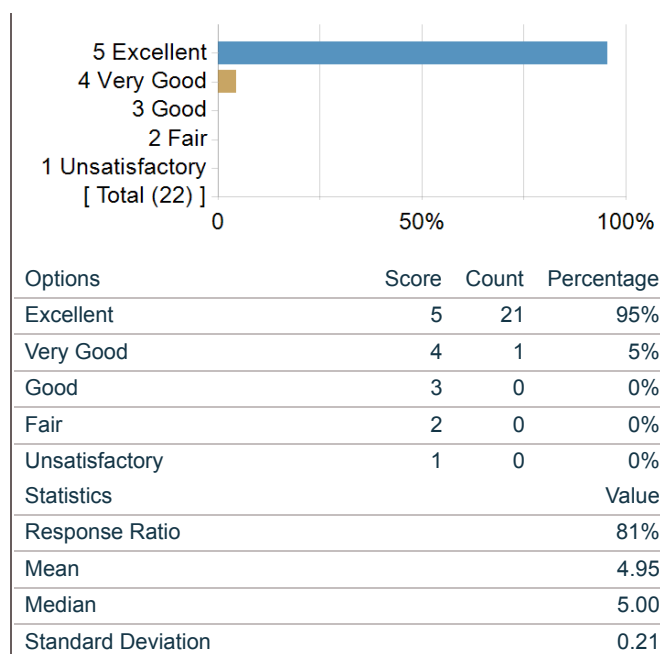 5 Excellent
4 Very Good
3 Good
2 Fair
1 Unsatisfactory
[ Total (22) ]
0 50% 100%
Options Score Count Percentage
Excellent 5 21 95%
Very Good 4 1 5%
Good 3 0 0%
Fair 2 0 0%
Unsatisfactory 1 0 0%
Statistics Value
Response Ratio 81%
Mean 4.95
Median 5.00
Standard Deviation 0.21